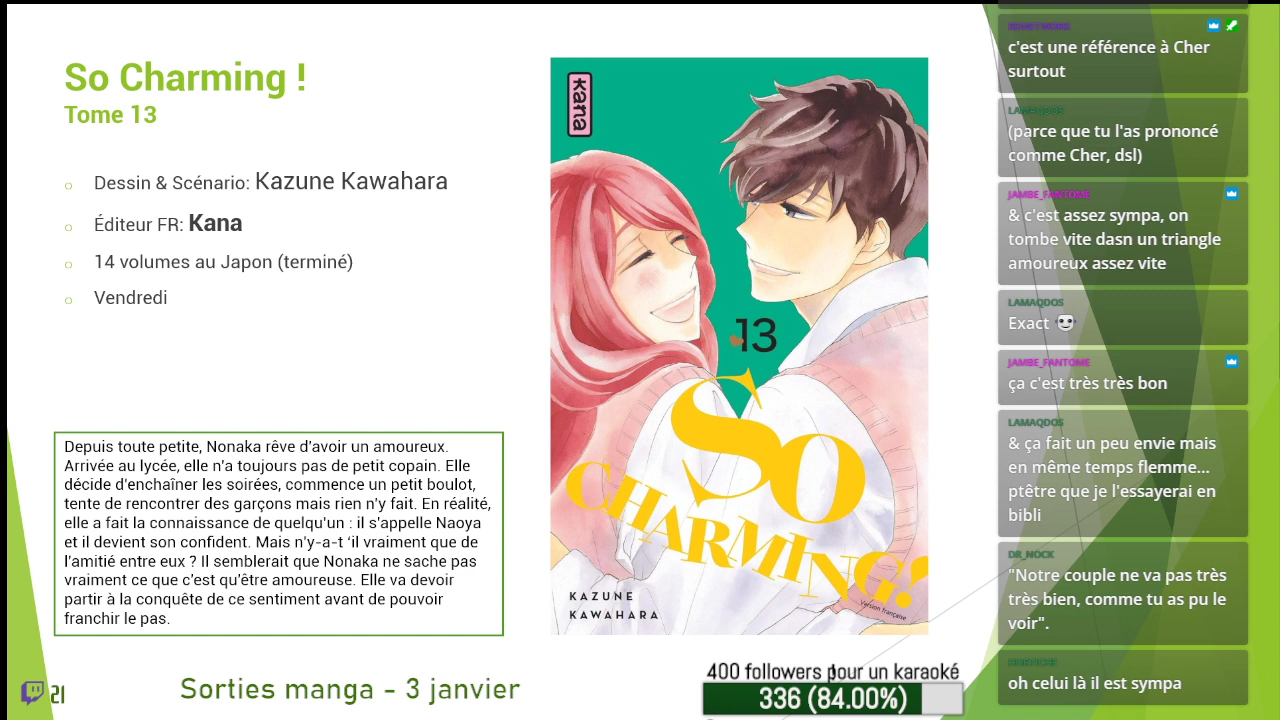 So Charming !
Tome 13
Dessin & Scénario: Kazune Kawahara
Éditeur FR: Kana
14 volumes au Japon (terminé)
Vendredi
Depuis toute petite, Nonaka rêve d'avoir un amoureux.
Arrivée au lycée, elle n'a toujours pas de petit copain. Elle
décide d'enchaîner les soirées, commence un petit boulot,
tente de rencontrer des garçons mais rien n'y fait. En réalité,
elle a fait la connaissance de quelqu'un : il s'appelle Naoya
et il devient son confident. Mais n'y-a-t 'il vraiment que de
l'amitié entre eux ? Il semblerait que Nonaka ne sache pas
vraiment ce que c'est qu'être amoureuse. Elle va devoir
partir à la conquête de ce sentiment avant de pouvoir
franchir le pas.
kana
13
SO
CHARMING!
Version française
KAZUNE
KAWAHARA
21
Sorties manga - 3 janvier
400 followers pour un karaoké
336 (84.00%)
c'est une référence à Cher
surtout
LAMAQDOS
(parce que tu l'as prononcé
comme Cher, dsl)
JAMBE_FANTOME
& c'est assez sympa, on
tombe vite dasn un triangle
amoureux assez vite
LAMAQDOS
Exact
JAMBE_FANTOME
ça c'est très très bon
LAMAQDOS
& ça fait un peu envie mais
en même temps flemme...
ptêtre que je l'essayerai en
bibli
DR_NOCK
"Notre couple ne va pas très
très bien, comme tu as pu le
voir".
oh celui là il est sympa